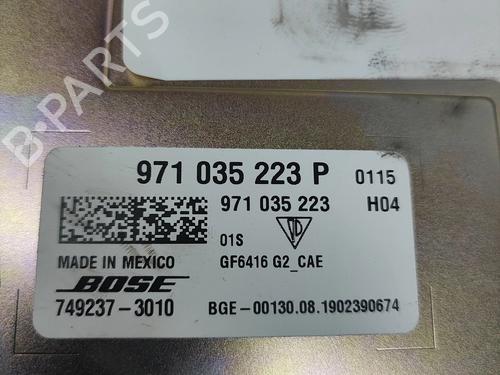 B-PARTS
971 035 223 P 0115
971 035 223 H04
01S
MADE IN MEXICO GF6416 G2_CAE
BOSE
749237-3010 BGE-00130.08.1902390674